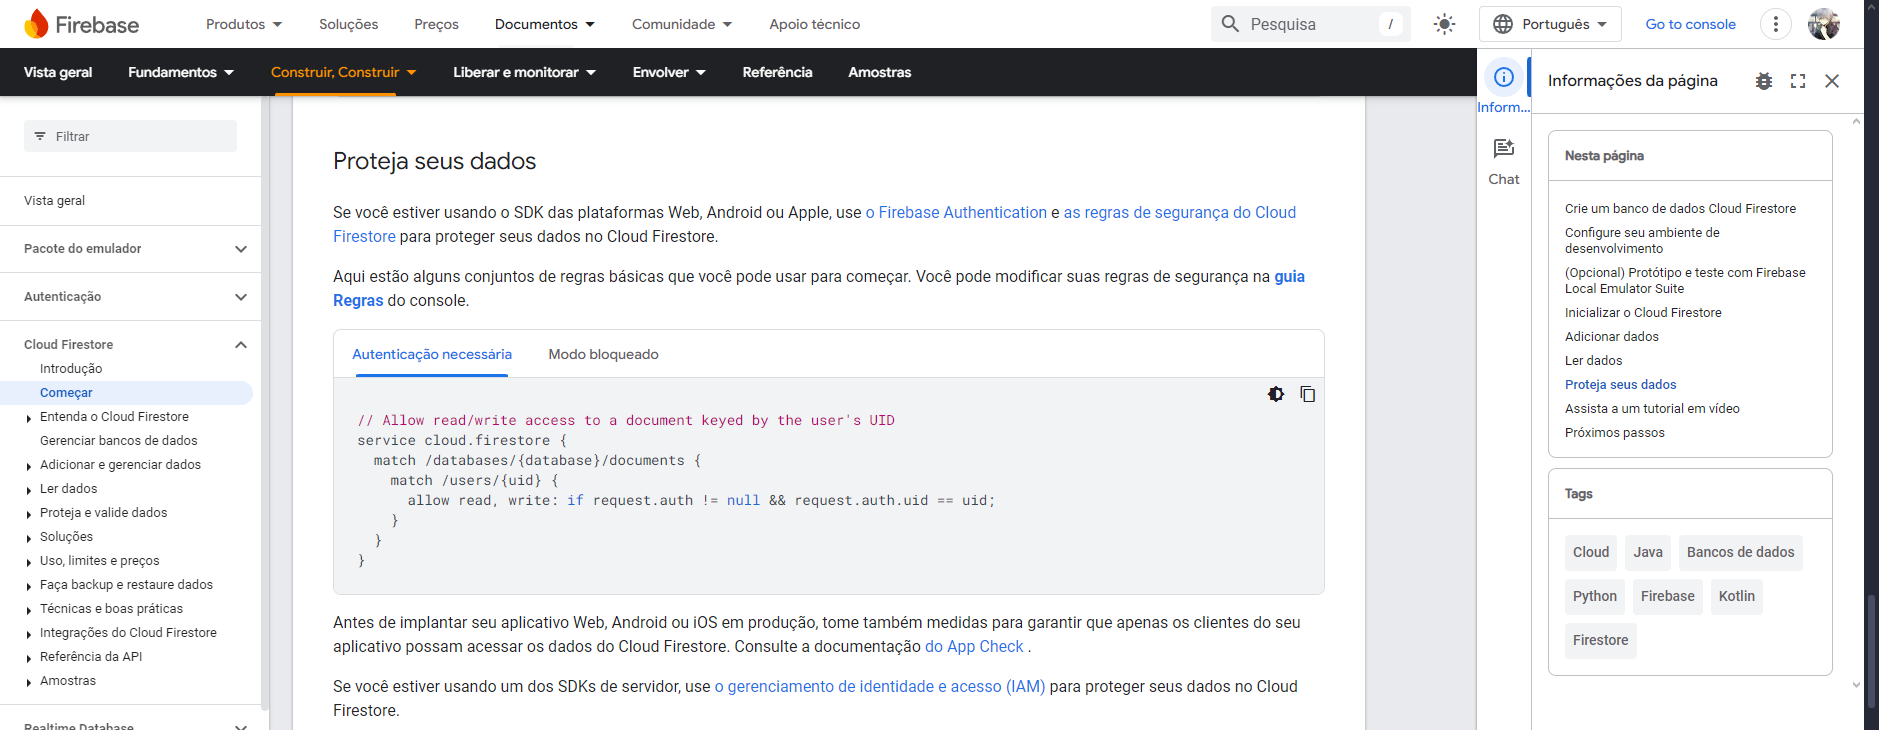 Firebase
Produtos
Soluções
Preços
Documentos
Comunidade
Apoio técnico
Pesquisa
/
Português
Go to console
Vista geral
Fundamentos
Construir, Construir
Liberar e monitorar
Envolver
Referência
Amostras
Filtrar
Vista geral
Pacote do emulador
Autenticação
Cloud Firestore
Introdução
Começar
Entenda o Cloud Firestore
Gerenciar bancos de dados
Adicionar e gerenciar dados
Ler dados
Proteja e valide dados
Soluções
Uso, limites e preços
Faça backup e restaure dados
Técnicas e boas práticas
Integrações do Cloud Firestore
Referência da API
Amostras
Realtime Database
Proteja seus dados
Se você estiver usando o SDK das plataformas Web, Android ou Apple, use o Firebase Authentication e as regras de segurança do Cloud
Firestore para proteger seus dados no Cloud Firestore.
Aqui estão alguns conjuntos de regras básicas que você pode usar para começar. Você pode modificar suas regras de segurança na guia
Regras do console.
Autenticação necessária
Modo bloqueado
// Allow read/write access to a document keyed by the user's UID
service cloud.firestore {
match /databases/{database}/documents {
match /users/{uid} {
allow read, write: if request.auth != null && request.auth.uid == uid;
}
}
}
Antes de implantar seu aplicativo Web, Android ou iOS em produção, tome também medidas para garantir que apenas os clientes do seu
aplicativo possam acessar os dados do Cloud Firestore. Consulte a documentação do App Check .
Se você estiver usando um dos SDKs de servidor, use o gerenciamento de identidade e acesso (IAM) para proteger seus dados no Cloud
Firestore.
Inform...
Chat
Informações da página
Nesta página
Crie um banco de dados Cloud Firestore
Configure seu ambiente de
desenvolvimento
(Opcional) Protótipo e teste com Firebase
Local Emulator Suite
Inicializar o Cloud Firestore
Adicionar dados
Ler dados
Proteja seus dados
Assista a um tutorial em vídeo
Próximos passos
Tags
Cloud
Java
Bancos de dados
Python
Firebase
Kotlin
Firestore